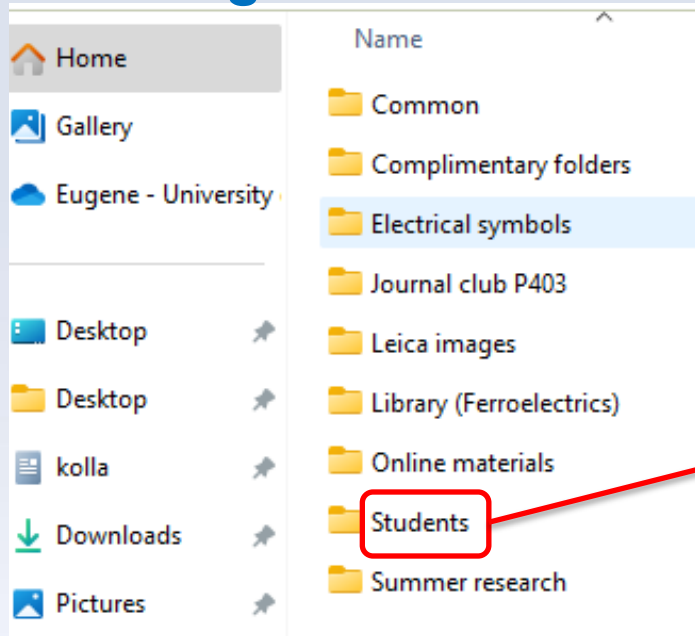 Home
Gallery
Eugene - University
Desktop
Desktop
kolla
Downloads
Pictures
Name
Common
Complimentary folders
Electrical symbols
Journal club P403
Leica images
Library (Ferroelectrics)
Online materials
Students
Summer research